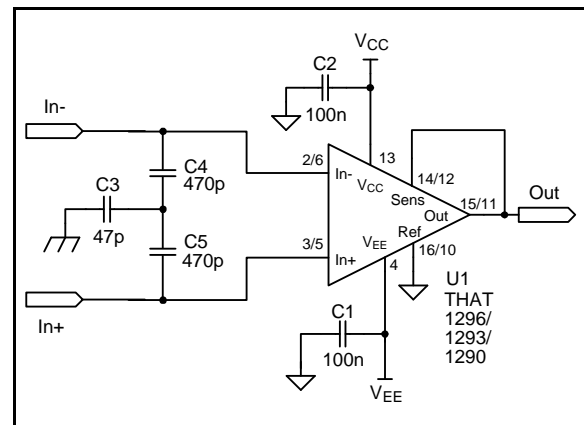 VCC
C2
100n
In-
13
14/12
2/6
In-
VCC
Sens
C4
470p
C3
47p
Out
15/11
Out
Ref
16/10
C5
470p
3/5
In+
VEE
4
U1
THAT
1296/
1293/
1290
In+
C1
100n
VEE